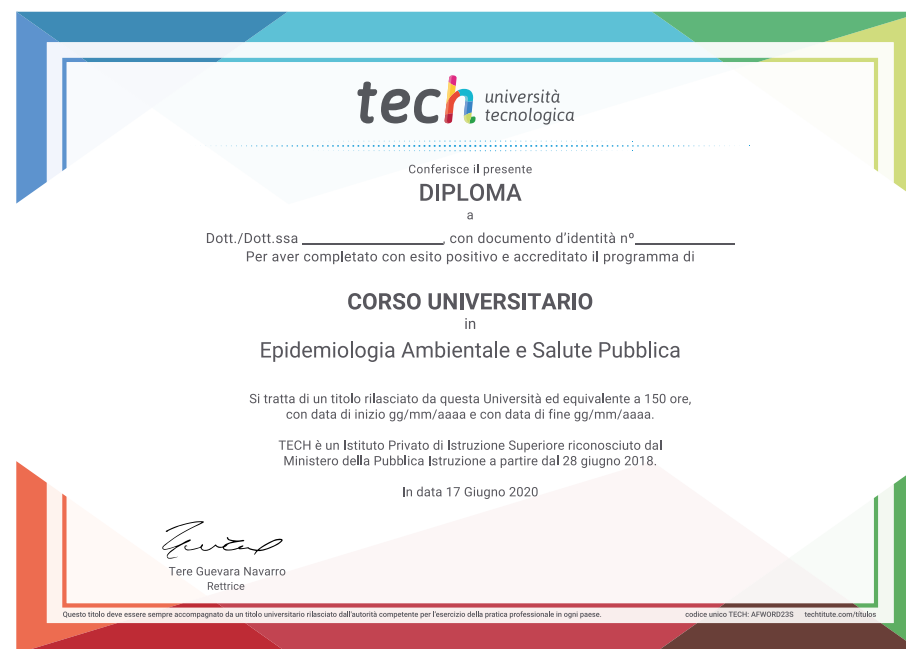 tech università
tecnologica
Conferisce il presente
DIPLOMA
a
Dott./Dott.ssa ____________________, con documento d'identità nº______________
Per aver completato con esito positivo e accreditato il programma di
CORSO UNIVERSITARIO
in
Epidemiologia Ambientale e Salute Pubblica
Si tratta di un titolo rilasciato da questa Università ed equivalente a 150 ore,
con data di inizio gg/mm/aaaa e con data di fine gg/mm/aaaa.
TECH è un Istituto Privato di Istruzione Superiore riconosciuto dal
Ministero della Pubblica Istruzione a partire dal 28 giugno 2018.
In data 17 Giugno 2020
Tere Guevara Navarro
Rettrice
Questo titolo deve essere sempre accompagnato da un titolo universitario rilasciato dall'autorità competente per l'esercizio della pratica professionale in ogni paese. codice unico TECH: AFWORD23S techtitute.com/titulos